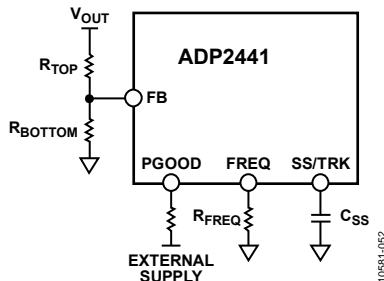 VOUT
RTOP
ADP2441
FB
RBOTTOM
PGOOD FREQ SS/TRK
RFREQ
CSS
EXTERNAL
SUPPLY
10581-052